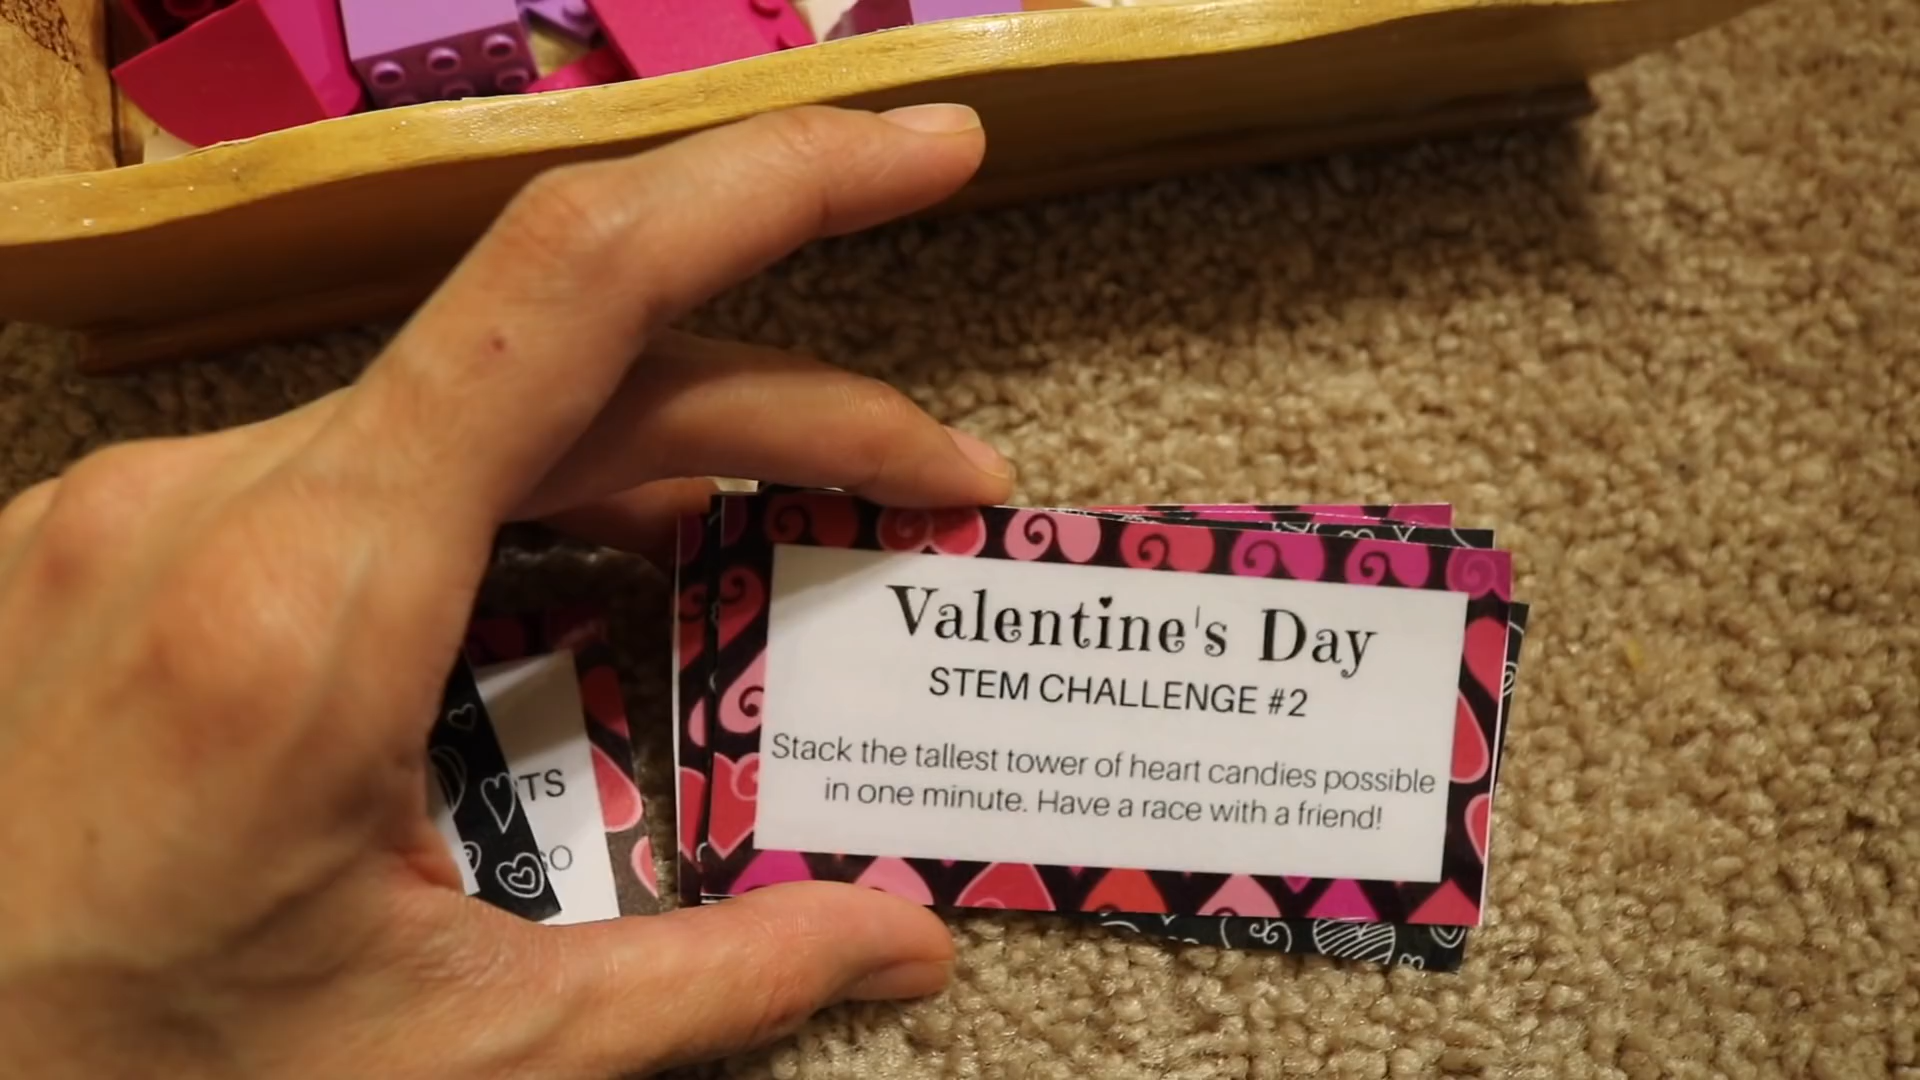 Valentine's Day
STEM CHALLENGE #2
Stack the tallest tower of heart candies possible
in one minute. Have a race with a friend!